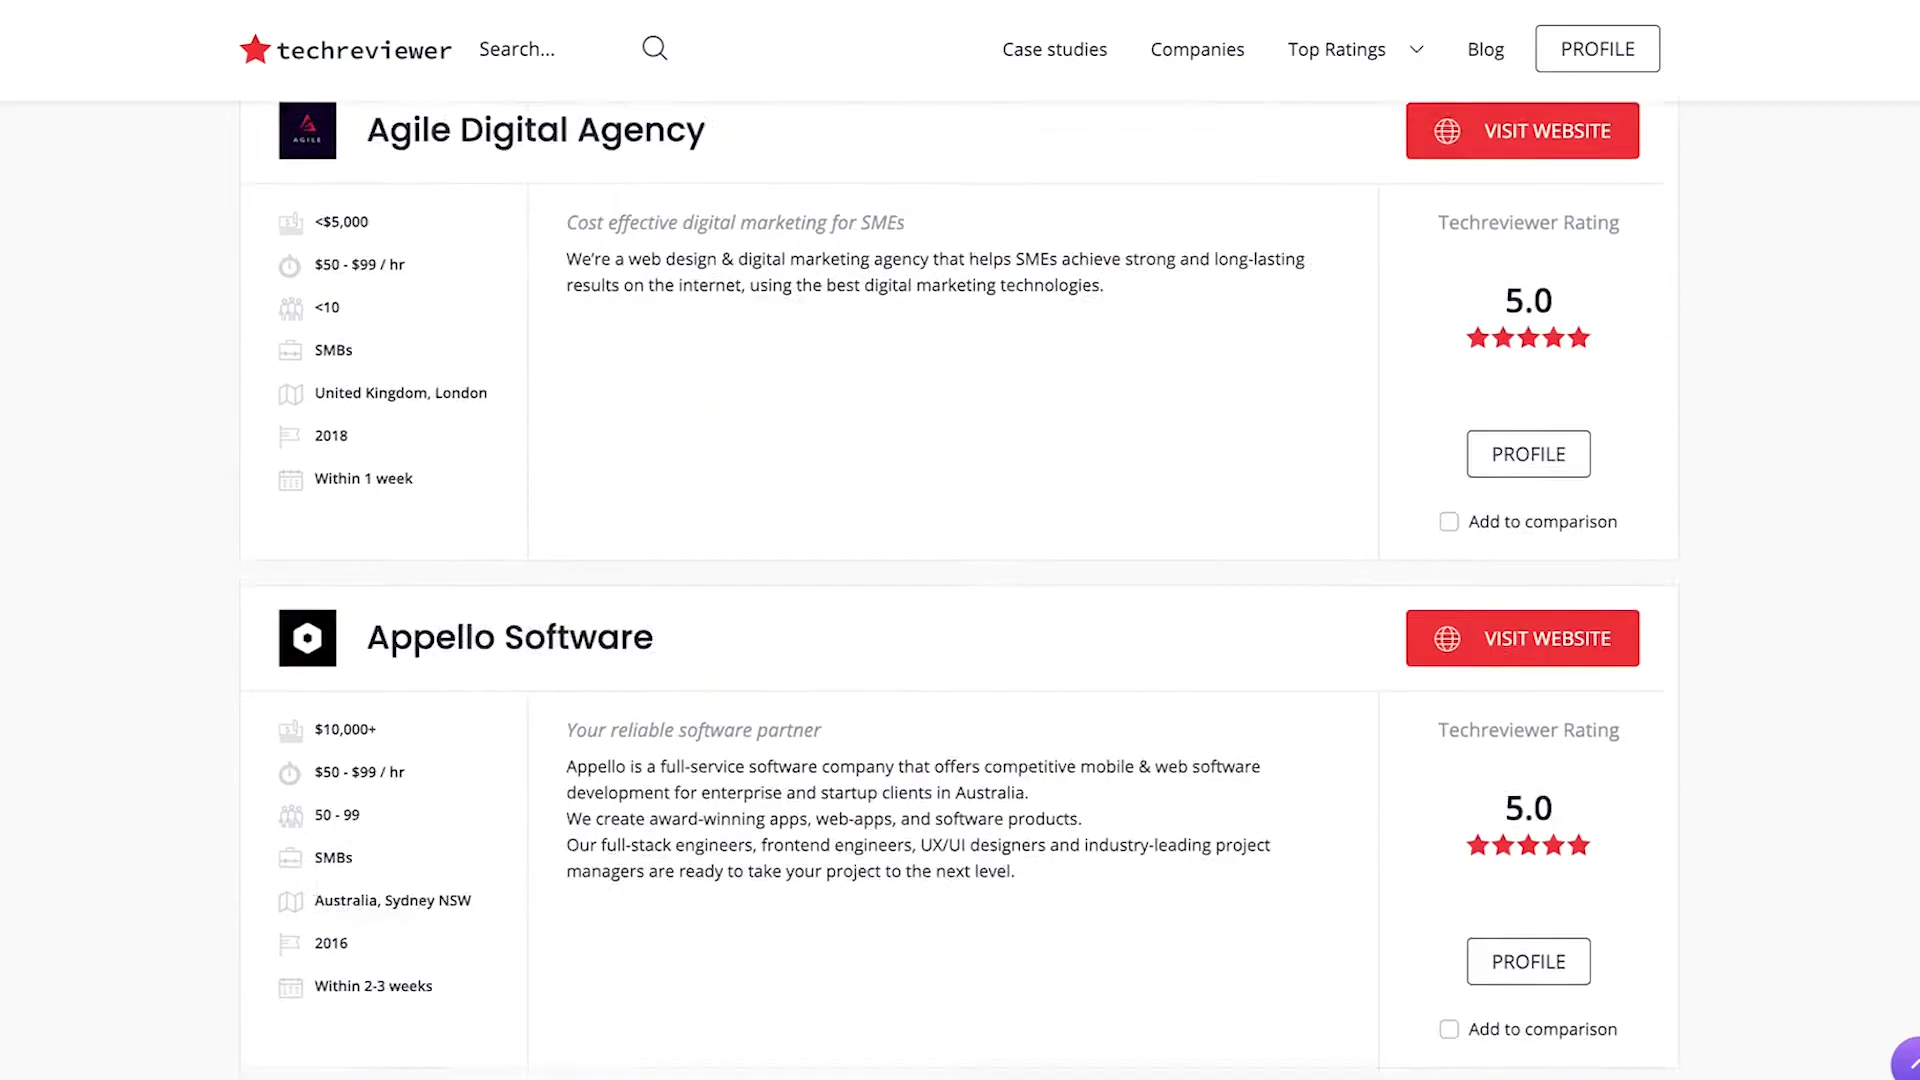 techreviewer
Search...
Case studies
Companies
Top Ratings
Blog
PROFILE
AGILE
Agile Digital Agency
VISIT WEBSITE
<$5,000
$50 - $99 / hr
<10
SMBs
United Kingdom, London
2018
Within 1 week
Cost effective digital marketing for SMEs
We're a web design & digital marketing agency that helps SMEs achieve strong and long-lasting
results on the internet, using the best digital marketing technologies.
Techreviewer Rating
5.0
PROFILE
Add to comparison
Appello Software
VISIT WEBSITE
$10,000+
$50 - $99 / hr
50 - 99
SMBs
Australia, Sydney NSW
2016
Within 2-3 weeks
Your reliable software partner
Appello is a full-service software company that offers competitive mobile & web software
development for enterprise and startup clients in Australia.
We create award-winning apps, web-apps, and software products.
Our full-stack engineers, frontend engineers, UX/UI designers and industry-leading project
managers are ready to take your project to the next level.
Techreviewer Rating
5.0
PROFILE
Add to comparison